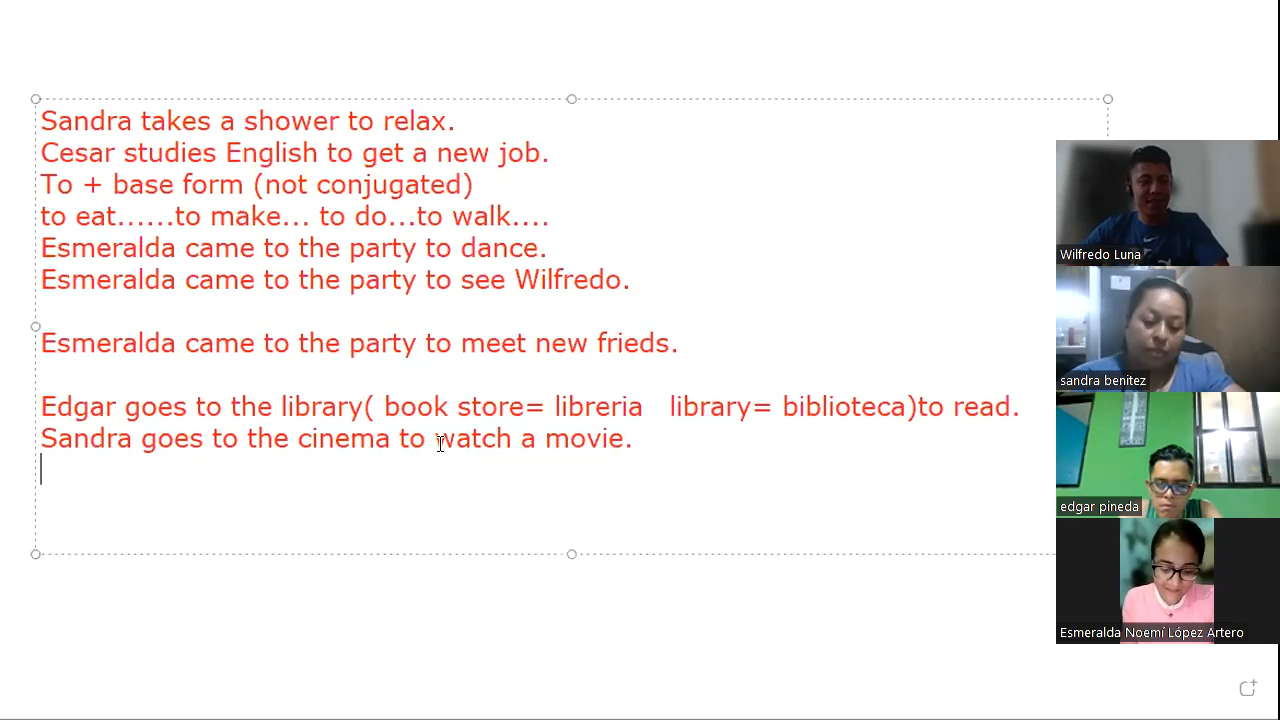 Sandra takes a shower to relax.
Cesar studies English to get a new job.
To + base form (not conjugated)
to eat......to make... to do...to walk....
Esmeralda came to the party to dance.
Esmeralda came to the party to see Wilfredo.
Esmeralda came to the party to meet new frieds.
Edgar goes to the library( book store= libreria   library= biblioteca)to read.
Sandra goes to the cinema to watch a movie.
Wilfredo Luna
sandra benitez
edgar pineda
Esmeralda Noemí López Artero